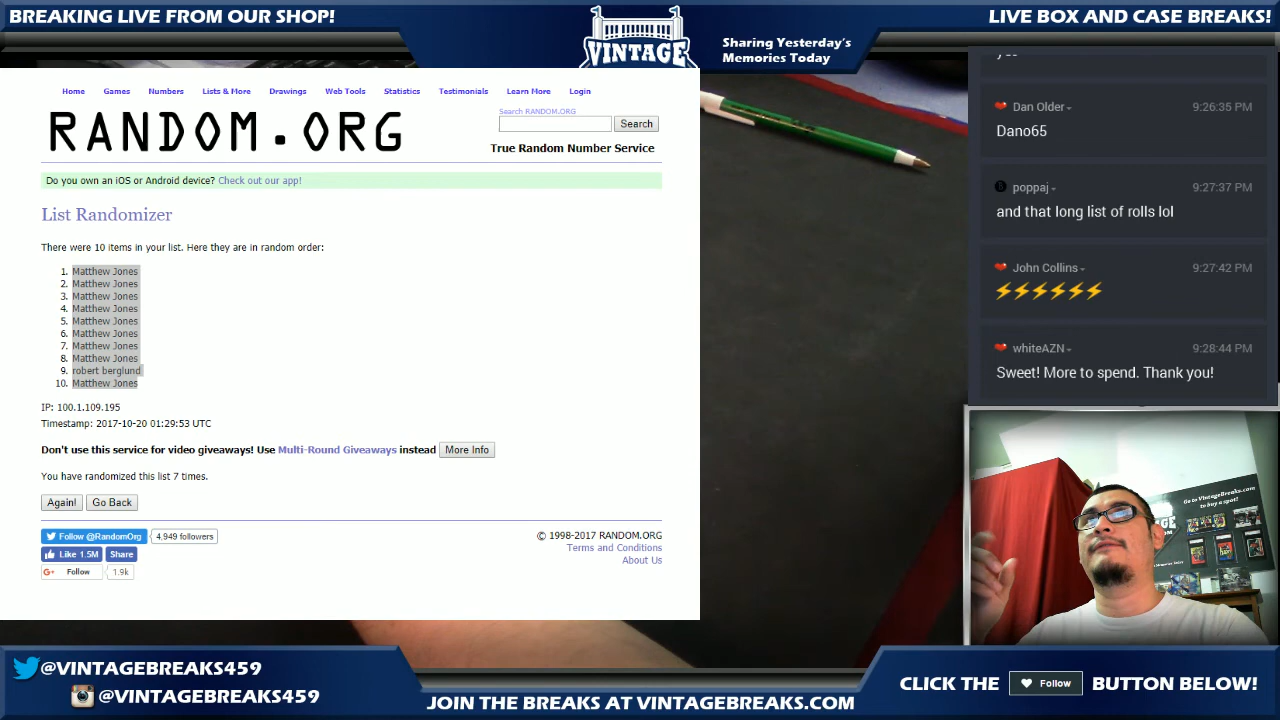 BREAKING LIVE FROM OUR SHOP!
VINTAGE
Sharing Yesterday's
Memories Today
LIVE BOX AND CASE BREAKS!
Home Games Numbers Lists & More Drawings Web Tools Statistics Testimonials Learn More Login
RANDOM.ORG
Search RANDOM.ORG
Search
True Random Number Service
Do you own an iOS or Android device? Check out our app!
List Randomizer
There were 10 items in your list. Here they are in random order:
1. Matthew Jones
2. Matthew Jones
3. Matthew Jones
4. Matthew Jones
5. Matthew Jones
6. Matthew Jones
7. Matthew Jones
8. Matthew Jones
9. robert berglund
10. Matthew Jones
IP: 100.1.109.195
Timestamp: 2017-10-20 01:29:53 UTC
Don't use this service for video giveaways! Use Multi-Round Giveaways instead More Info
You have randomized this list 7 times.
Again! Go Back
Follow @RandomOrg 4,949 followers
Like 1.5M Share
G+ Follow 1.9k
© 1998-2017 RANDOM.ORG
Terms and Conditions
About Us
Dan Older 9:26:35 PM
Dano65
poppaj 9:27:37 PM
and that long list of rolls lol
John Collins 9:27:42 PM
⚡⚡⚡⚡⚡⚡
whiteAZN 9:28:44 PM
Sweet! More to spend. Thank you!
Go to VintageBreaks.com
to buy a spot!
@VINTAGEBREAKS459
@VINTAGEBREAKS459
JOIN THE BREAKS AT VINTAGEBREAKS.COM
CLICK THE Follow BUTTON BELOW!